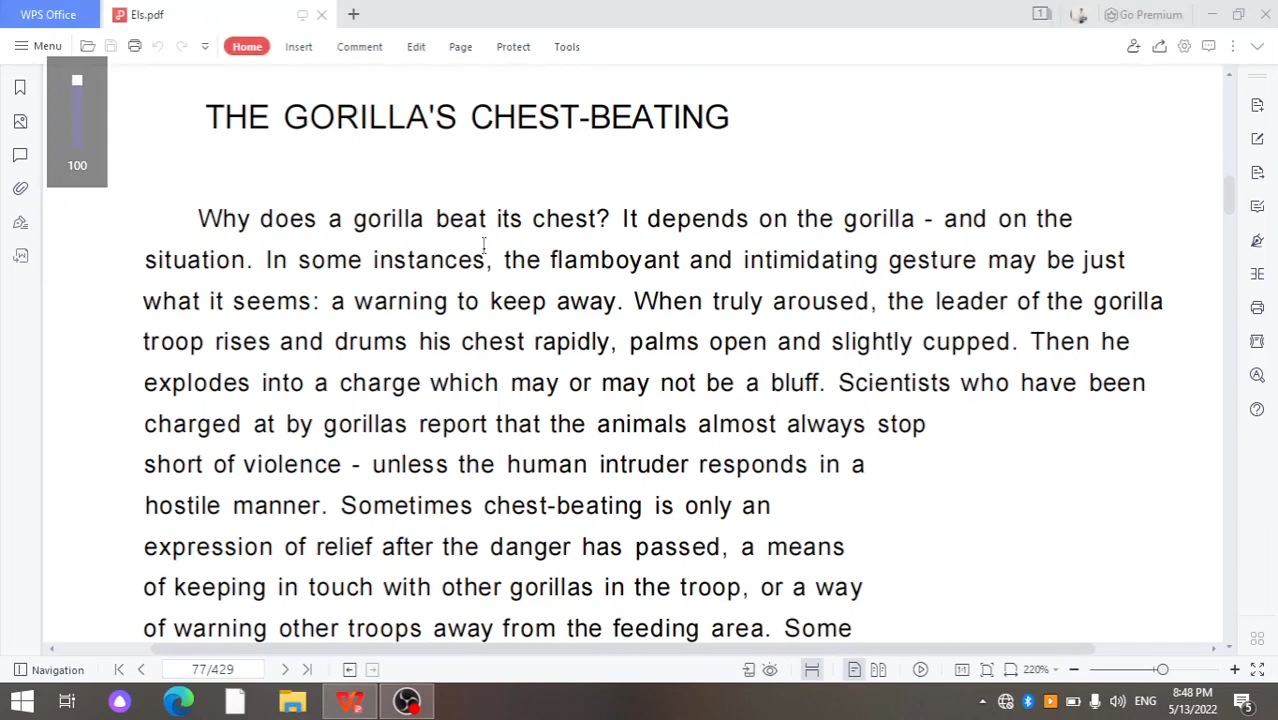 WPS Office
Els.pdf
1
Go Premium
Menu
Home
Insert
Comment
Edit
Page
Protect
Tools
100
THE GORILLA'S CHEST-BEATING
Why does a gorilla beat its chest? It depends on the gorilla - and on the
situation. In some instances, the flamboyant and intimidating gesture may be just
what it seems: a warning to keep away. When truly aroused, the leader of the gorilla
troop rises and drums his chest rapidly, palms open and slightly cupped. Then he
explodes into a charge which may or may not be a bluff. Scientists who have been
charged at by gorillas report that the animals almost always stop
short of violence - unless the human intruder responds in a
hostile manner. Sometimes chest-beating is only an
expression of relief after the danger has passed, a means
of keeping in touch with other gorillas in the troop, or a way
of warning other troops away from the feeding area. Some
Navigation
77/429
220%
ENG
8:48 PM
5/13/2022
5